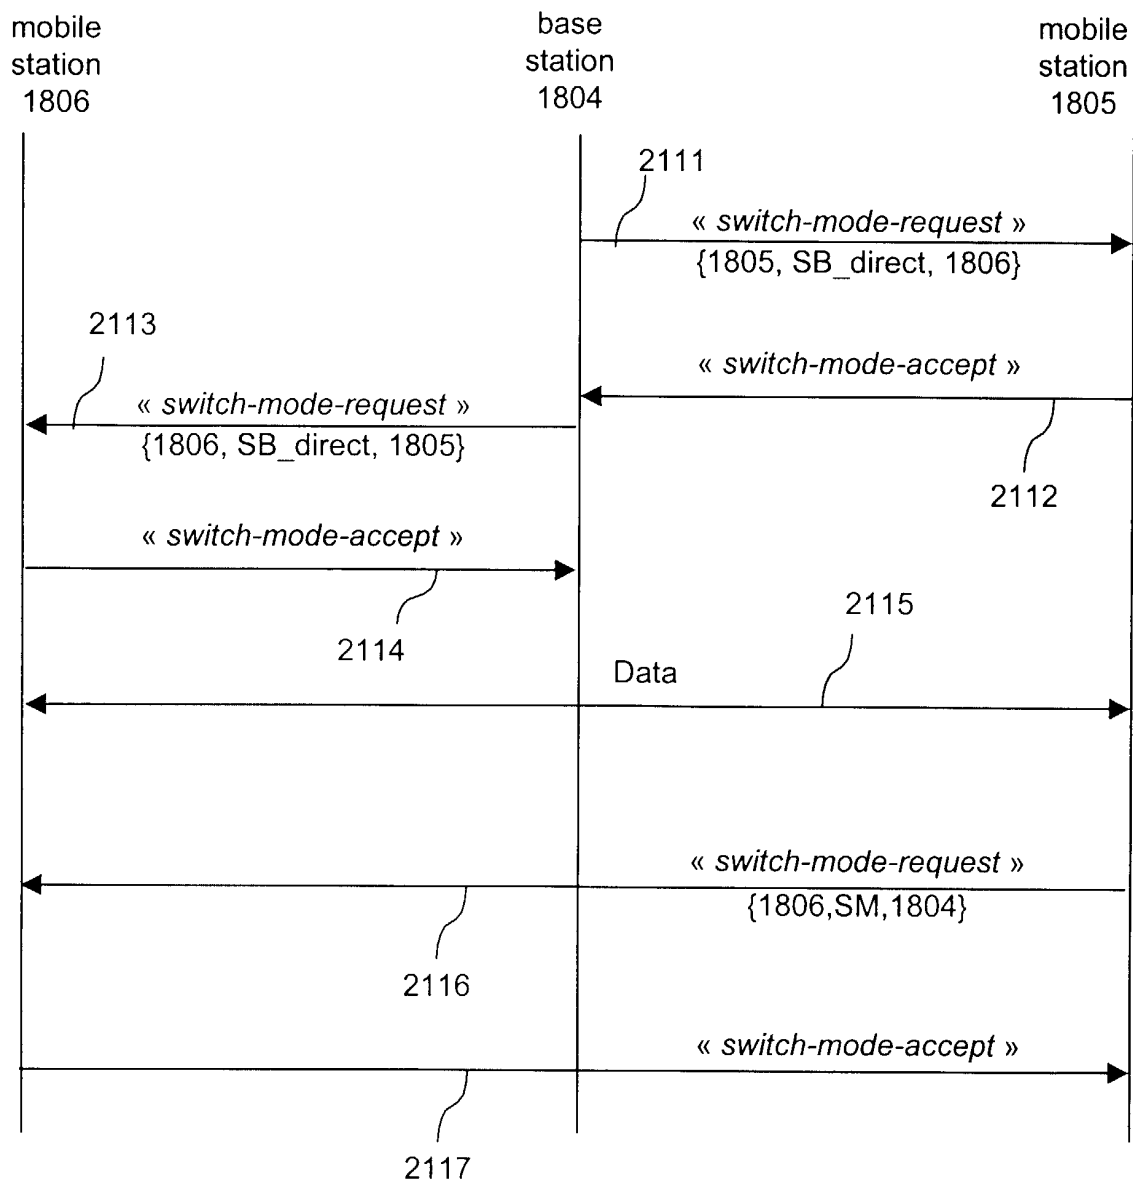 mobile
station
1806
base
station
1804
mobile
station
1805
2111
« switch-mode-request »
{1805, SB_direct, 1806}
2113
« switch-mode-accept »
« switch-mode-request »
{1806, SB_direct, 1805}
2112
« switch-mode-accept »
2115
2114
Data
« switch-mode-request »
{1806,SM,1804}
2116
« switch-mode-accept »
2117